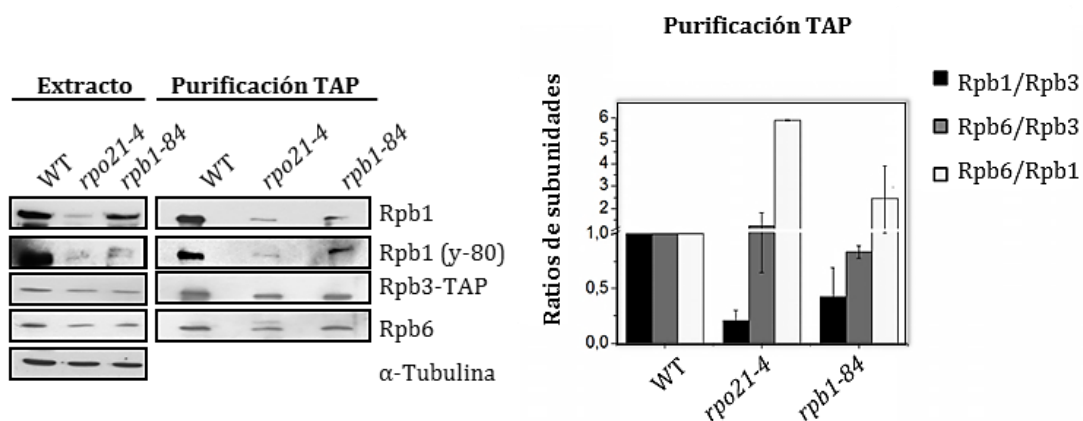 Extracto Purificación TAP
WT rpo21-4 rpb1-84 WT rpo21-4 rpb1-84
Rpb1
Rpb1 (y-80)
Rpb3-TAP
Rpb6
α-Tubulina
Purificación TAP
Ratios de subunidades
6
5
4
3
2
1,0
0,5
0,0
WT rpo21-4 rpb1-84
Rpb1/Rpb3
Rpb6/Rpb3
Rpb6/Rpb1